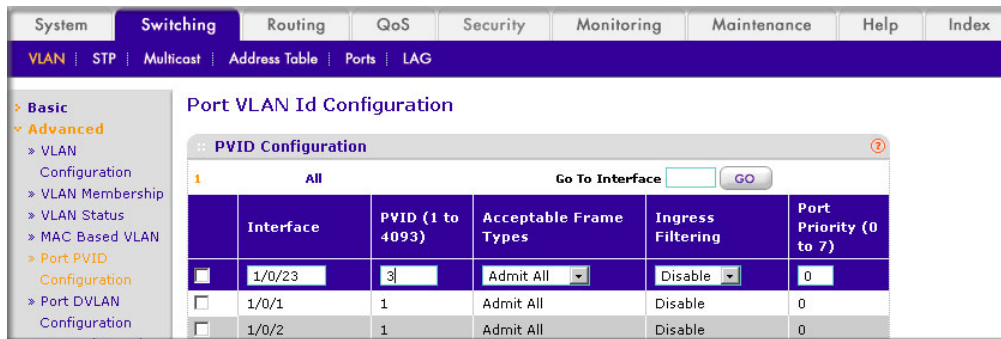 System Switching Routing QoS Security Monitoring Maintenance Help Index
VLAN STP Multicast Address Table Ports LAG
Basic
Advanced
» VLAN
Configuration
» VLAN Membership
» VLAN Status
» MAC Based VLAN
» Port PVID
Configuration
» Port DVLAN
Configuration
Port VLAN Id Configuration
PVID Configuration ?
1 All Go To Interface GO
Interface PVID (1 to 4093) Acceptable Frame Types Ingress Filtering Port Priority (0 to 7)
1/0/23 3 Admit All Disable 0
1/0/1 1 Admit All Disable 0
1/0/2 1 Admit All Disable 0